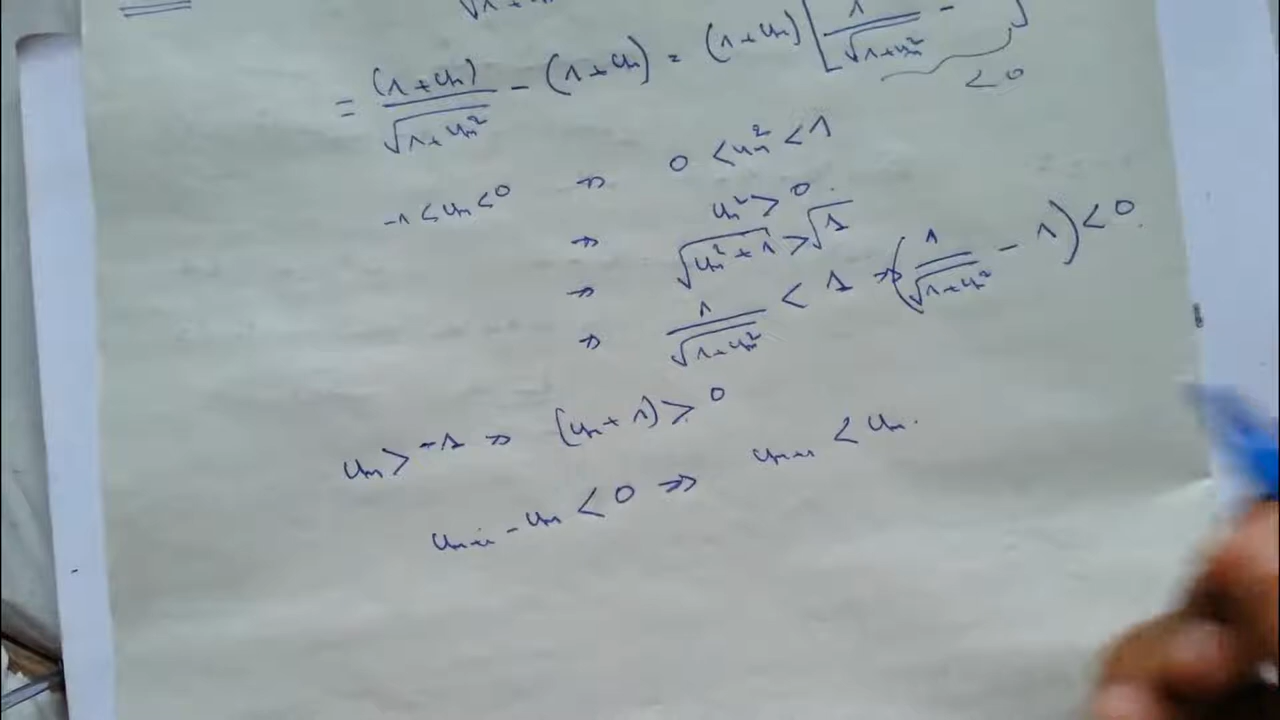 √1+u
= (1+uₙ)/√1+uₙ² - (1+uₙ) = (1+uₙ)[1/√1+uₙ² - ]
< 0
-1 < uₙ < 0 ⇒ 0 < uₙ² < 1
⇒ uₙ² > 0.
⇒ √uₙ²+1 > √1
⇒ 1/√1+uₙ² < 1 ⇒ (1/√1+uₙ² - 1) < 0.
uₙ > -1 ⇒ (uₙ+1) > 0
uₙ₊₁ - uₙ < 0 ⇒ uₙ₊₁ < uₙ.